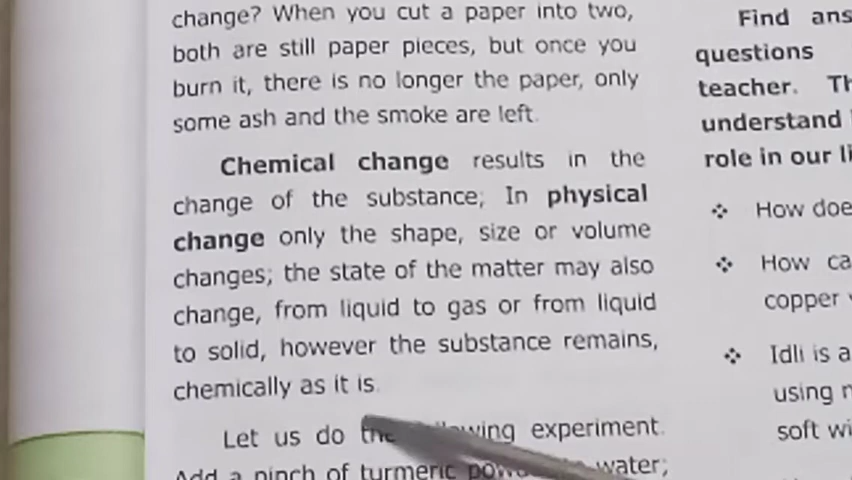 change? When you cut a paper into two,
both are still paper pieces, but once you
burn it, there is no longer the paper, only
some ash and the smoke are left.
Chemical change results in the
change of the substance; In physical
change only the shape, size or volume
changes; the state of the matter may also
change, from liquid to gas or from liquid
to solid, however the substance remains,
chemically as it is.
Let us do the following experiment.
Add a pinch of turmeric powder to water;
Find ans
questions
teacher. Th
understand
role in our li
❖ How doe
❖ How ca
copper
❖ Idli is a
using
soft wi